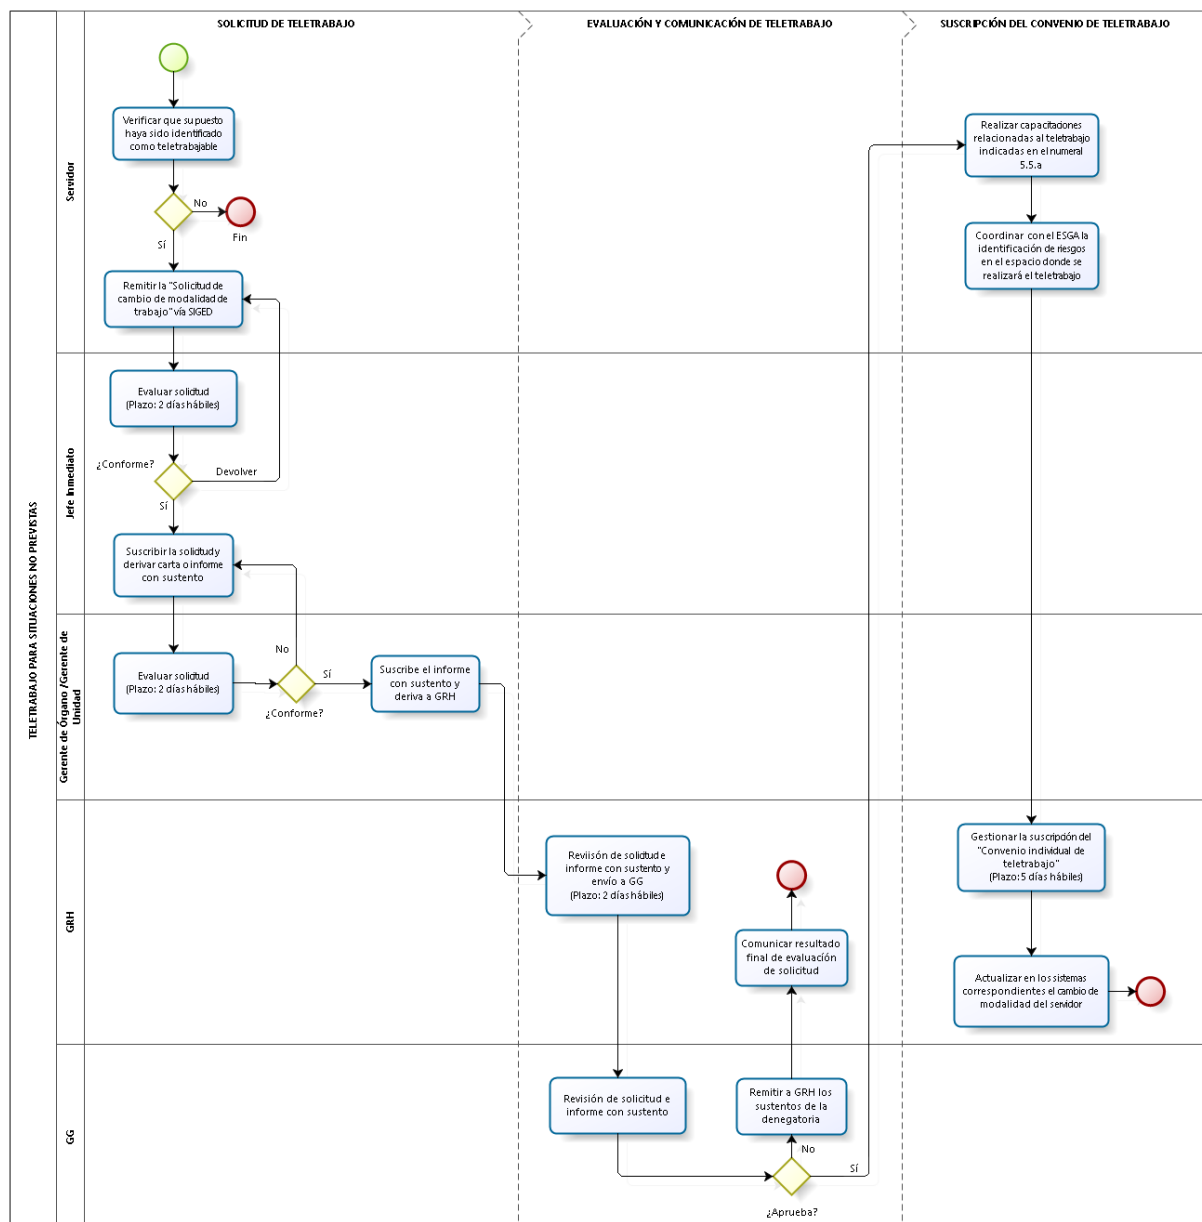 SOLICITUD DE TELETRABAJO
EVALUACIÓN Y COMUNICACIÓN DE TELETRABAJO
SUSCRIPCIÓN DEL CONVENIO DE TELETRABAJO
TELETRABAJO PARA SITUACIONES NO PREVISTAS
Servidor
Verificar que su puesto
haya sido identificado
como teletrabajable
No
Fin
Sí
Remitir la "Solicitud de
cambio de modalidad de
trabajo" vía SIGED
Realizar capacitaciones
relacionadas al teletrabajo
indicadas en el numeral
5.5.a
Coordinar con el ESGA la
identificación de riesgos
en el espacio donde se
realizará el teletrabajo
Jefe Inmediato
Evaluar solicitud
(Plazo: 2 días hábiles)
¿Conforme?
Devolver
Sí
Suscribir la solicitud y
derivar carta o informe
con sustento
Gerente de Órgano /Gerente de
Unidad
Evaluar solicitud
(Plazo: 2 días hábiles)
No
Sí
¿Conforme?
Suscribe el informe
con sustento y
deriva a GRH
GRH
Reviisón de solicitud e
informe con sustento y
envío a GG
(Plazo: 2 días hábiles)
Comunicar resultado
final de evaluación
de solicitud
Gestionar la suscripción del
"Convenio individual de
teletrabajo"
(Plazo: 5 días hábiles)
Actualizar en los sistemas
correspondientes el cambio de
modalidad del servidor
GG
Revisión de solicitud e
informe con sustento
Remitir a GRH los
sustentos de la
denegatoria
No
Sí
¿Aprueba?